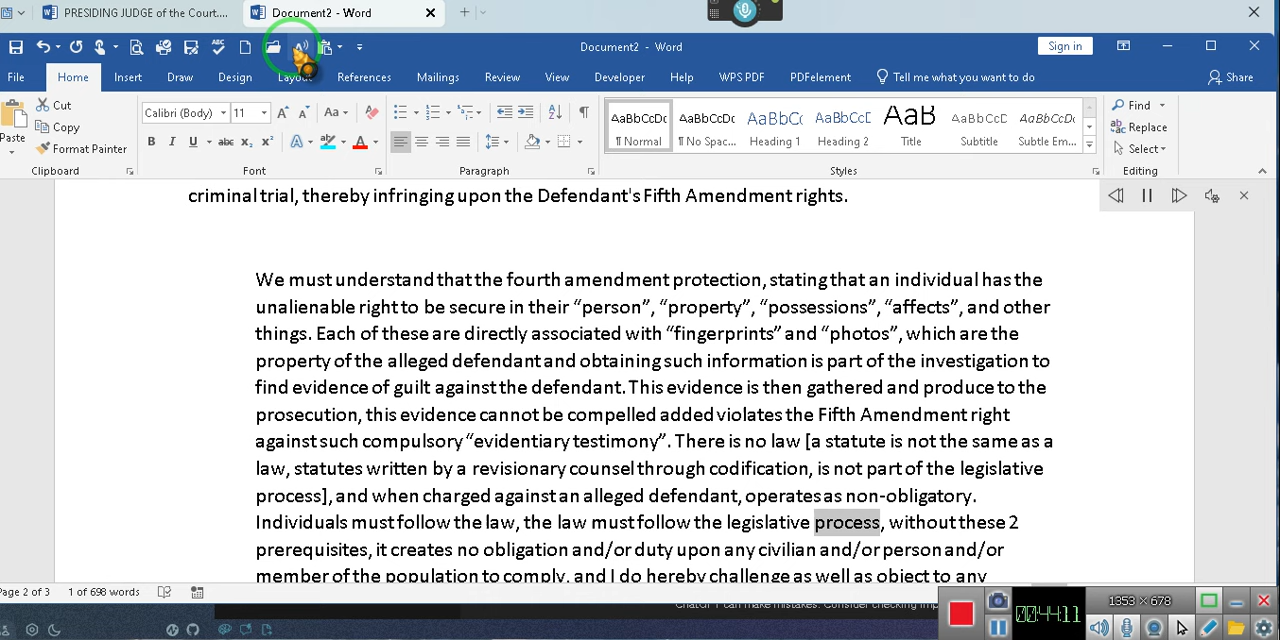 PRESIDING JUDGE of the Court....
Document2 - Word
Document2 - Word
Sign in
File
Home
Insert
Draw
Design
Layout
References
Mailings
Review
View
Developer
Help
WPS PDF
PDFelement
Tell me what you want to do
Share
Paste
Cut
Copy
Format Painter
Clipboard
Calibri (Body)
11
Font
Paragraph
AaBbCcDc
¶ Normal
AaBbCcDc
¶ No Spac...
AaBbCc
Heading 1
AaBbCcD
Heading 2
AaB
Title
AaBbCcD
Subtitle
AaBbCcDc
Subtle Em...
Styles
Find
Replace
Select
Editing
criminal trial, thereby infringing upon the Defendant's Fifth Amendment rights.
We must understand that the fourth amendment protection, stating that an individual has the
unalienable right to be secure in their “person”, “property”, “possessions”, “affects”, and other
things. Each of these are directly associated with “fingerprints” and “photos”, which are the
property of the alleged defendant and obtaining such information is part of the investigation to
find evidence of guilt against the defendant. This evidence is then gathered and produce to the
prosecution, this evidence cannot be compelled added violates the Fifth Amendment right
against such compulsory “evidentiary testimony”. There is no law [a statute is not the same as a
law, statutes written by a revisionary counsel through codification, is not part of the legislative
process], and when charged against an alleged defendant, operates as non-obligatory.
Individuals must follow the law, the law must follow the legislative process, without these 2
prerequisites, it creates no obligation and/or duty upon any civilian and/or person and/or
member of the population to comply, and I do hereby challenge as well as object to any
Page 2 of 3
1 of 698 words
ChatGPT can make mistakes. Consider checking imp
1353 × 678
00:44:11